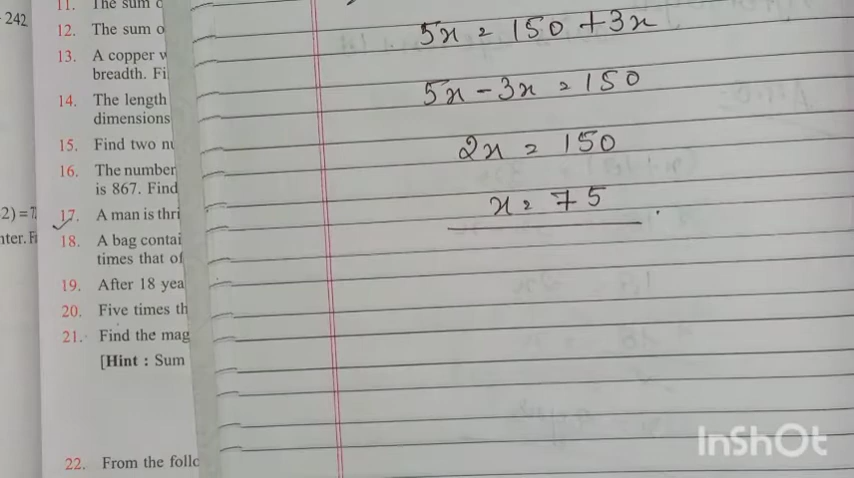 242
11. The sum
12. The sum o
13. A copper
breadth. Fi
14. The length
dimensions
15. Find two nu
16. The number
is 867. Find
2) = 7
17. A man is thri
nter. Fi
18. A bag contai
times that of
19. After 18 yea
20. Five times th
21. Find the mag
[Hint : Sum
22. From the follc
5x = 150 + 3x
5x - 3x = 150
2x = 150
x = 75
InShOt